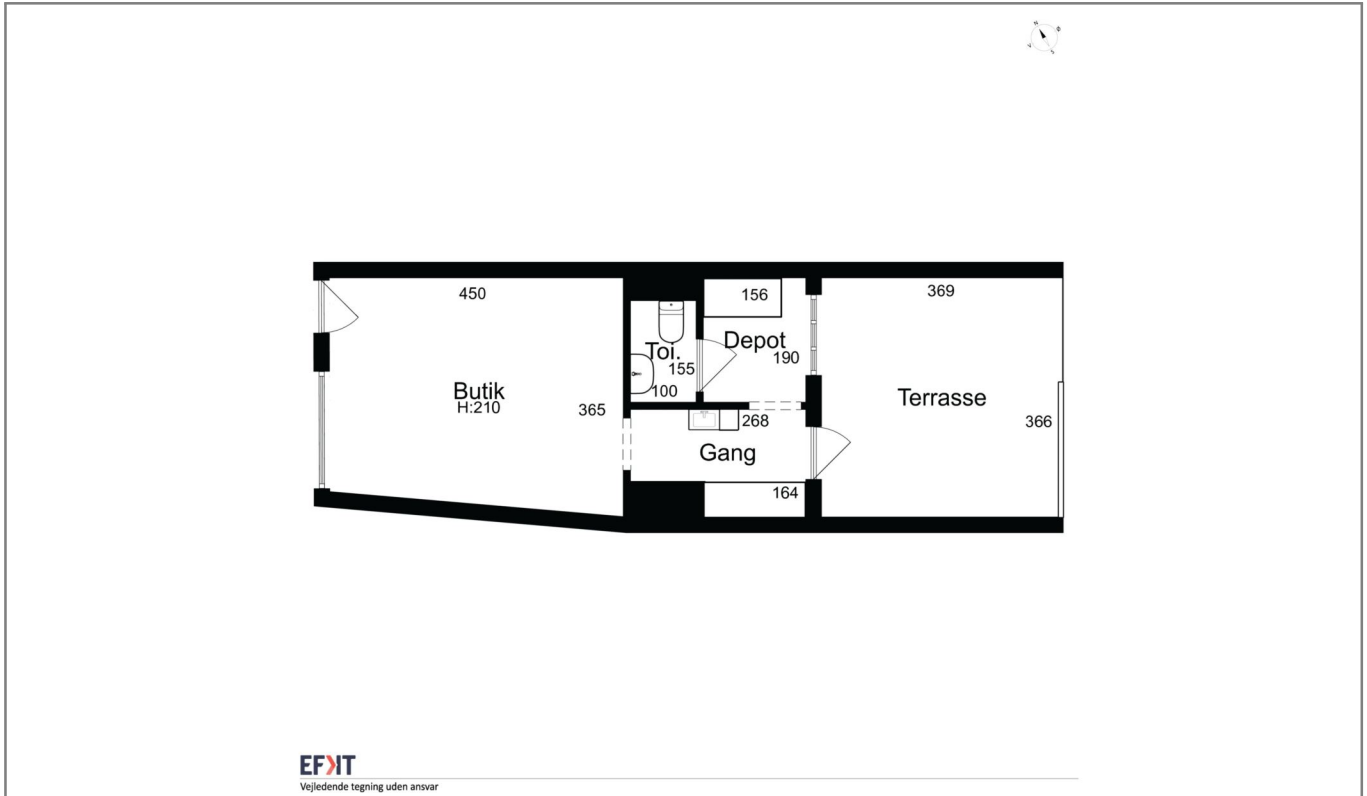 N
Ø
V
S
450
156
369
Toi.
Depot
155
190
Butik
H:210
100
365
Terrasse
366
268
Gang
164
EFKT
Vejledende tegning uden ansvar